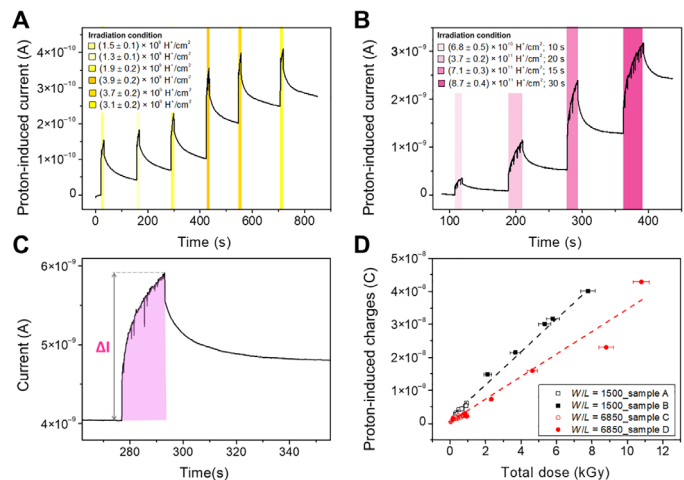 A
Proton-induced current (A)
4×10⁻¹⁰
3×10⁻¹⁰
2×10⁻¹⁰
1×10⁻¹⁰
0
Irradiation condition
(1.5 ± 0.1) × 10⁹ H⁺/cm²
(1.3 ± 0.1) × 10⁹ H⁺/cm²
(1.9 ± 0.2) × 10⁹ H⁺/cm²
(3.9 ± 0.2) × 10⁹ H⁺/cm²
(3.7 ± 0.2) × 10⁹ H⁺/cm²
(3.1 ± 0.2) × 10⁹ H⁺/cm²
0 200 400 600 800
Time (s)
B
Proton-induced current (A)
3×10⁻⁹
2×10⁻⁹
1×10⁻⁹
0
Irradiation condition
(6.8 ± 0.5) × 10¹⁰ H⁺/cm²; 10 s
(3.7 ± 0.2) × 10¹¹ H⁺/cm²; 20 s
(7.1 ± 0.3) × 10¹¹ H⁺/cm²; 15 s
(8.7 ± 0.4) × 10¹¹ H⁺/cm²; 30 s
100 200 300 400
Time (s)
C
Current (A)
6×10⁻⁹
5×10⁻⁹
4×10⁻⁹
ΔI
280 300 320 340
Time(s)
D
Proton-induced charges (C)
5×10⁻⁸
4×10⁻⁸
3×10⁻⁸
2×10⁻⁸
1×10⁻⁸
0
W/L = 1500_sample A
W/L = 1500_sample B
W/L = 6850_sample C
W/L = 6850_sample D
0 2 4 6 8 10 12
Total dose (kGy)